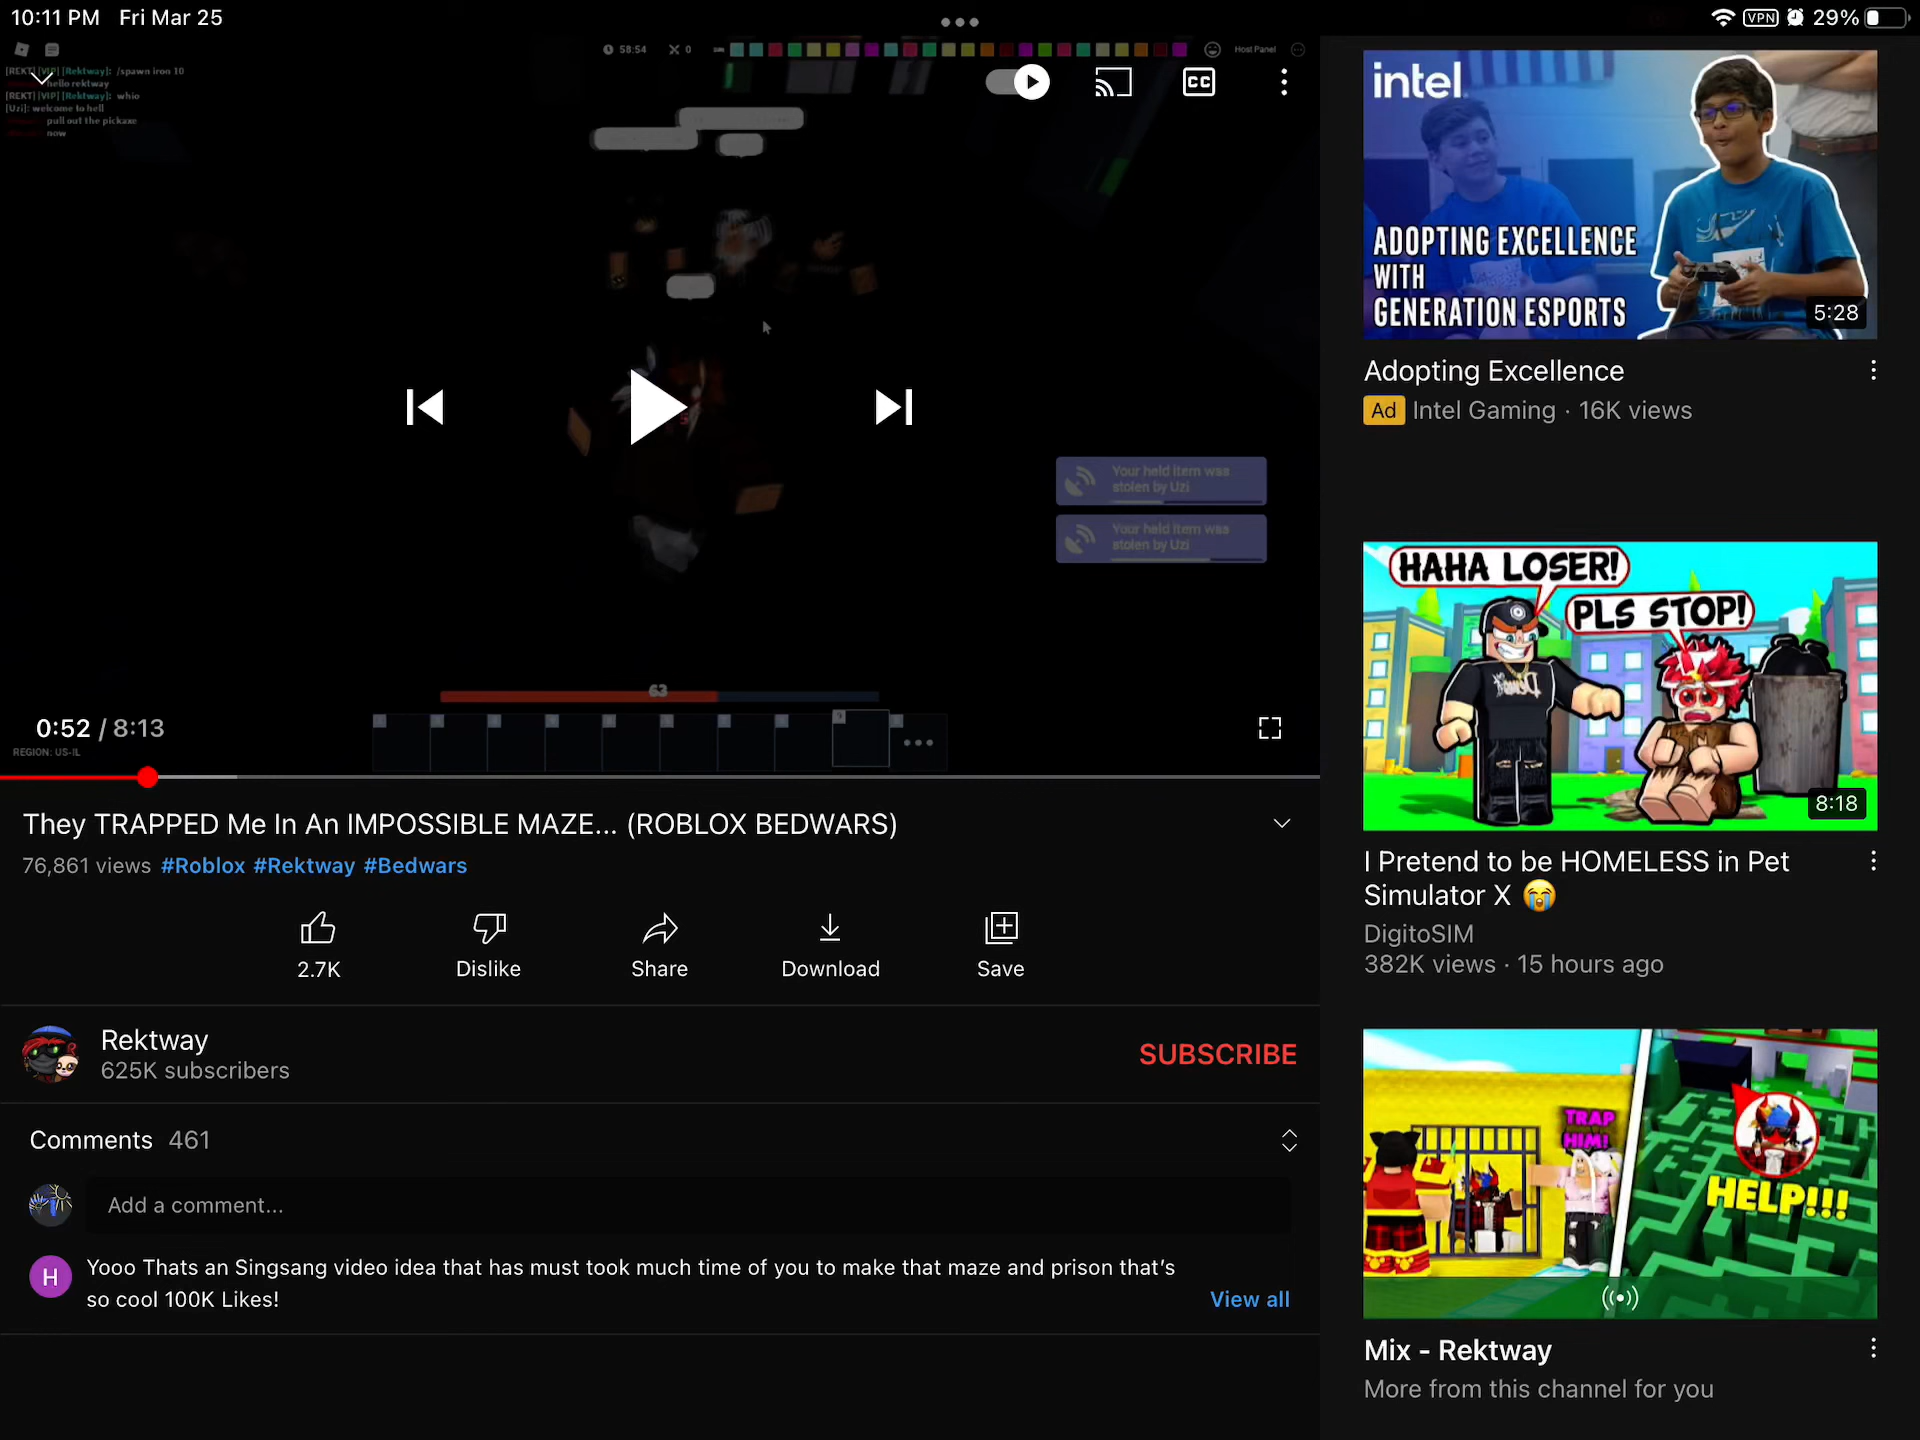 10:11 PM Fri Mar 25
VPN 29%
58:54 0 Host Panel
[REKT] [VIP] [Rektway]: /spawn iron 10
hello rektway
[REKT] [VIP] [Rektway]: whio
[Uzi]: welcome to hell
pull out the pickaxe
now
CC
Your held item was
stolen by Uzi
Your held item was
stolen by Uzi
63
0:52 / 8:13
REGION: US-IL
They TRAPPED Me In An IMPOSSIBLE MAZE... (ROBLOX BEDWARS)
76,861 views #Roblox #Rektway #Bedwars
2.7K Dislike Share Download Save
Rektway
625K subscribers
SUBSCRIBE
Comments 461
Add a comment...
H
Yooo Thats an Singsang video idea that has must took much time of you to make that maze and prison that's
so cool 100K Likes!
View all
intel
ADOPTING EXCELLENCE
WITH
GENERATION ESPORTS
5:28
Adopting Excellence
Ad Intel Gaming · 16K views
HAHA LOSER!
PLS STOP!
8:18
I Pretend to be HOMELESS in Pet
Simulator X 😭
DigitoSIM
382K views · 15 hours ago
TRAP
HIM!
HELP!!!
Mix - Rektway
More from this channel for you